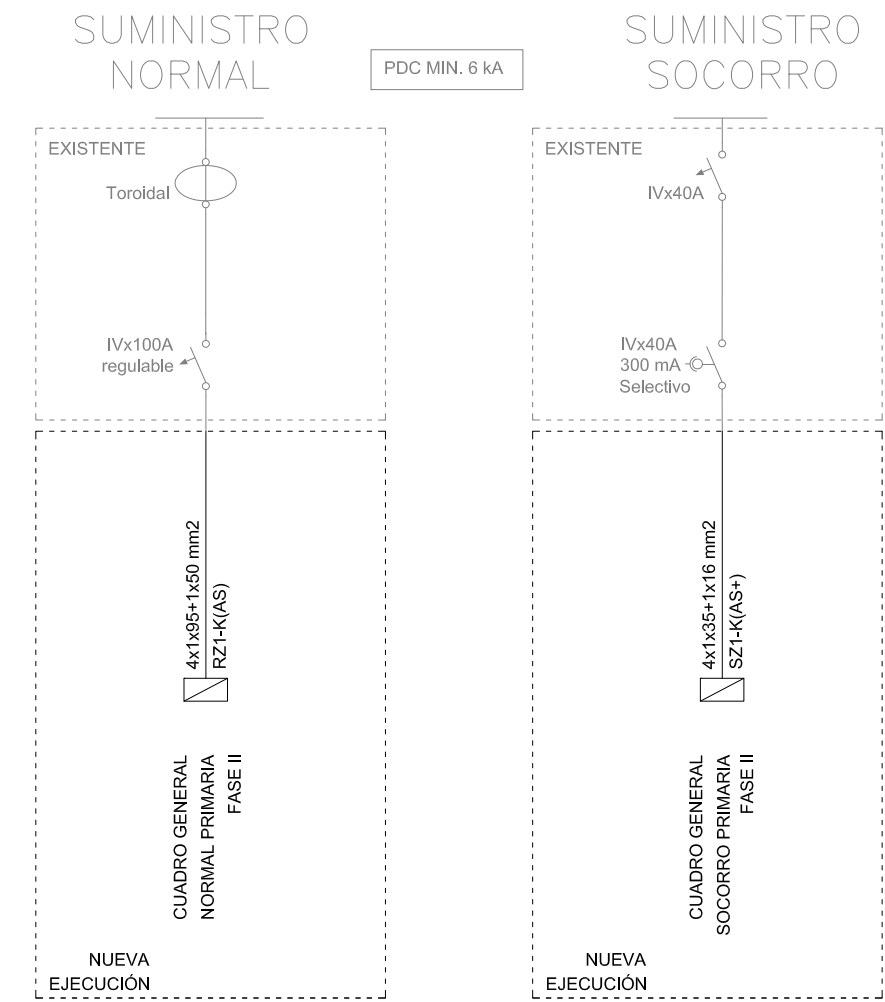 SUMINISTRO
NORMAL
PDC MIN. 6 kA
SUMINISTRO
SOCORRO
EXISTENTE
Toroidal
IVx100A
regulable
4x1x95+1x50 mm2
RZ1-K(AS)
CUADRO GENERAL
NORMAL PRIMARIA
FASE II
NUEVA
EJECUCIÓN
EXISTENTE
IVx40A
IVx40A
300 mA
Selectivo
4x1x35+1x16 mm2
SZ1-K(AS+)
CUADRO GENERAL
SOCORRO PRIMARIA
FASE II
NUEVA
EJECUCIÓN